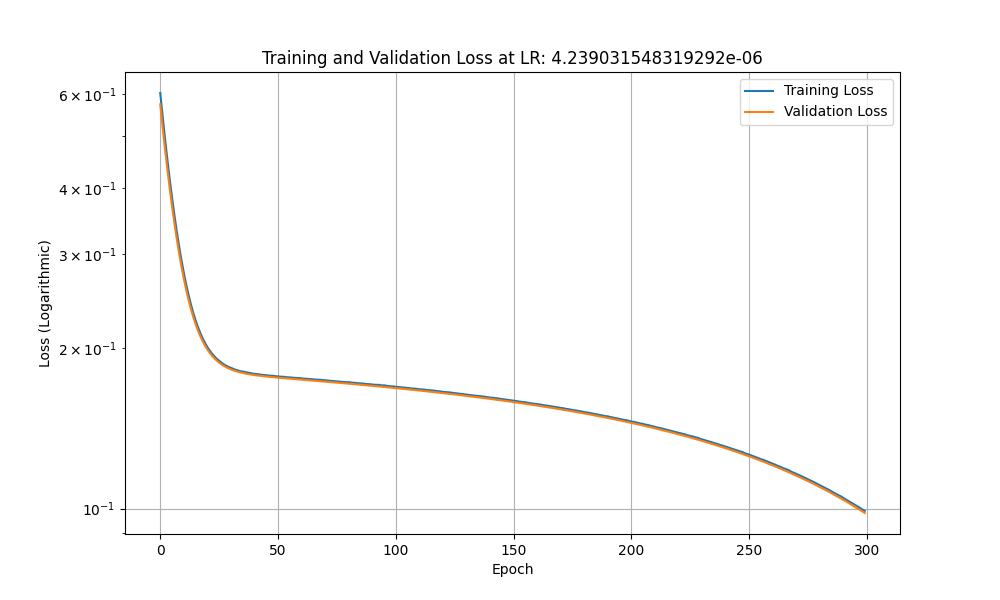 Training and Validation Loss at LR: 4.239031548319292e-06
Training Loss
Validation Loss
Loss (Logarithmic)
6 × 10⁻¹
4 × 10⁻¹
3 × 10⁻¹
2 × 10⁻¹
10⁻¹
0 50 100 150 200 250 300
Epoch